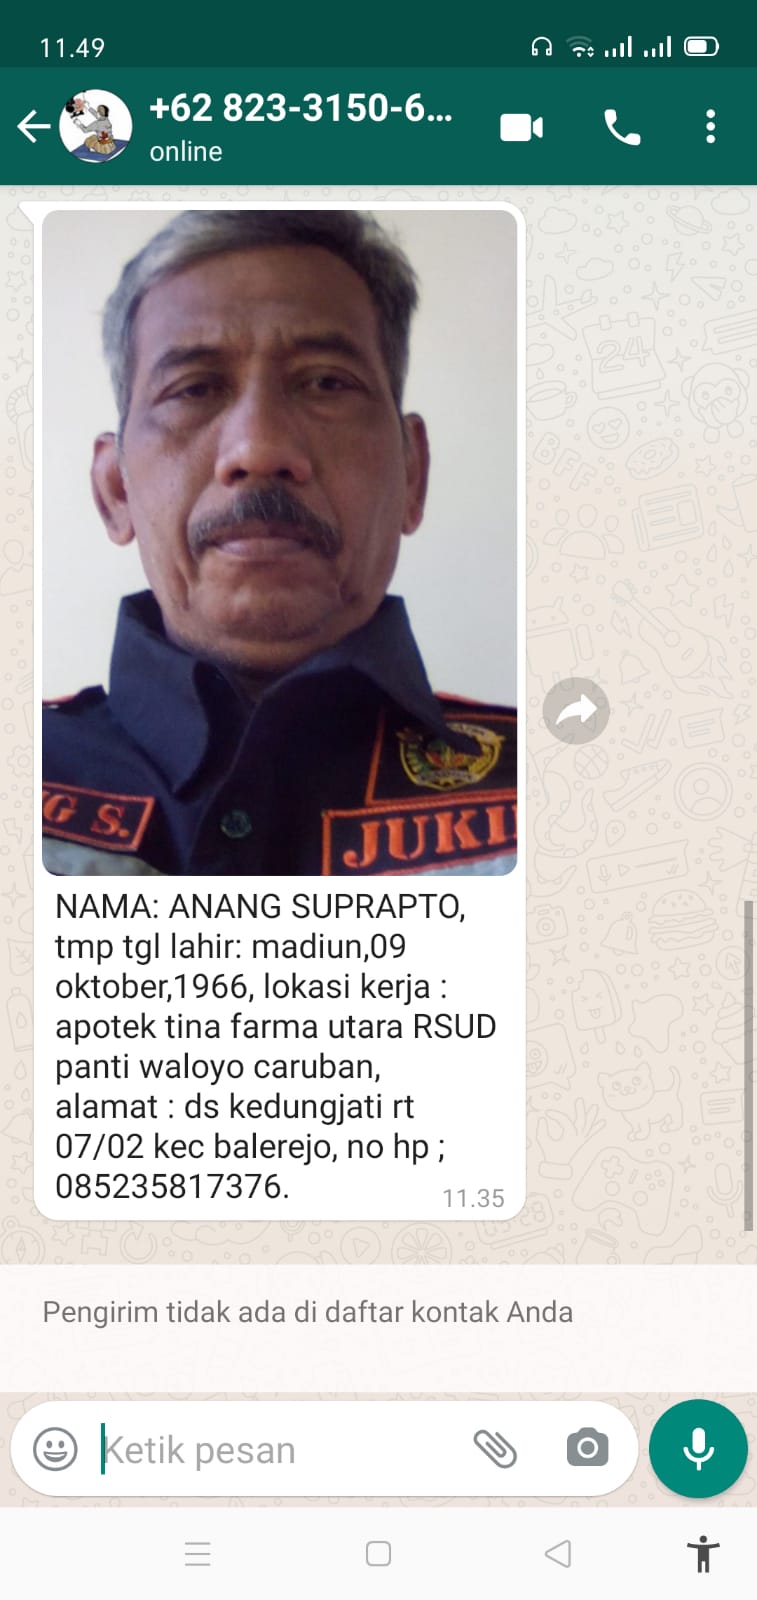 11.49
+62 823-3150-6...
online
G S.
JUKI
NAMA: ANANG SUPRAPTO,
tmp tgl lahir: madiun,09
oktober,1966, lokasi kerja :
apotek tina farma utara RSUD
panti waloyo caruban,
alamat : ds kedungjati rt
07/02 kec balerejo, no hp ;
085235817376.
11.35
Pengirim tidak ada di daftar kontak Anda
Ketik pesan